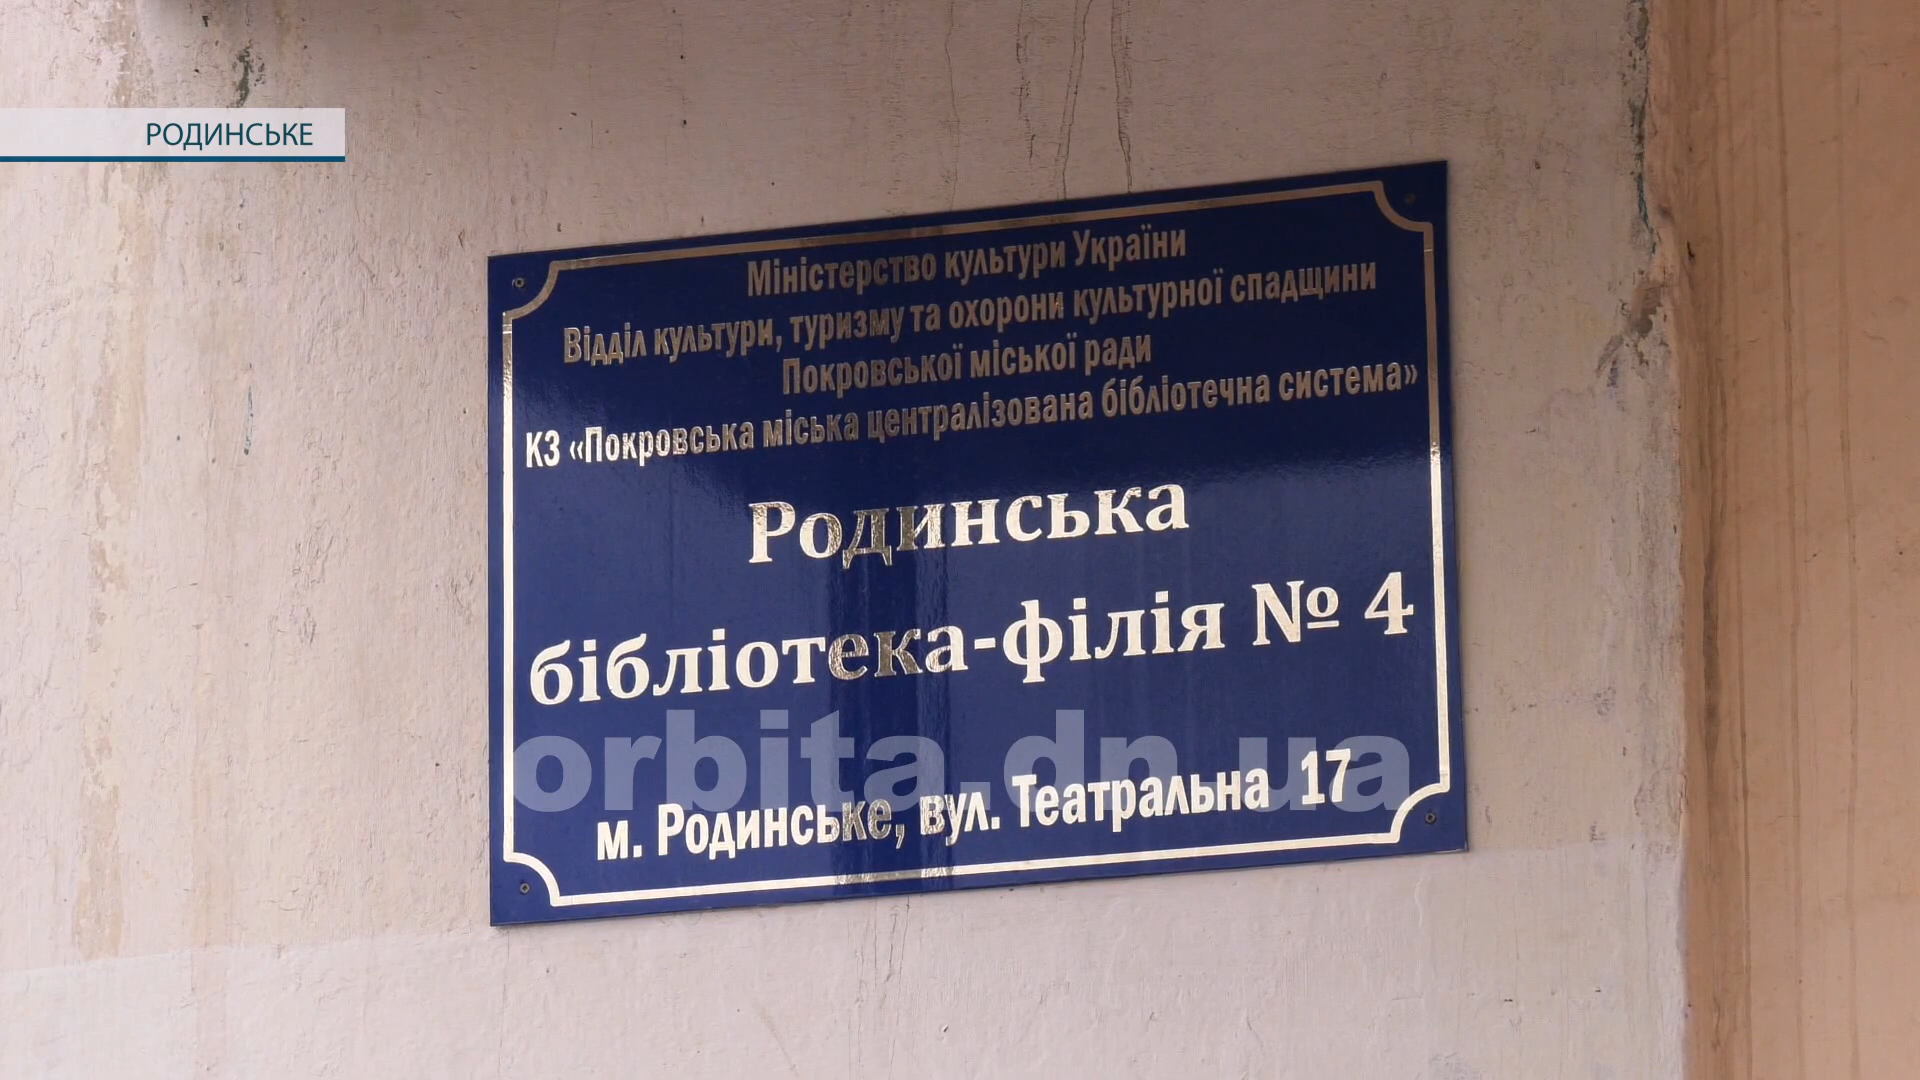 РОДИНСЬКЕ
Міністерство культури України
Відділ культури, туризму та охорони культурної спадщини
Покровської міської ради
КЗ «Покровська міська централізована бібліотечна система»
Родинська
бібліотека-філія № 4
orbita.dn.ua
м. Родинське, вул. Театральна 17